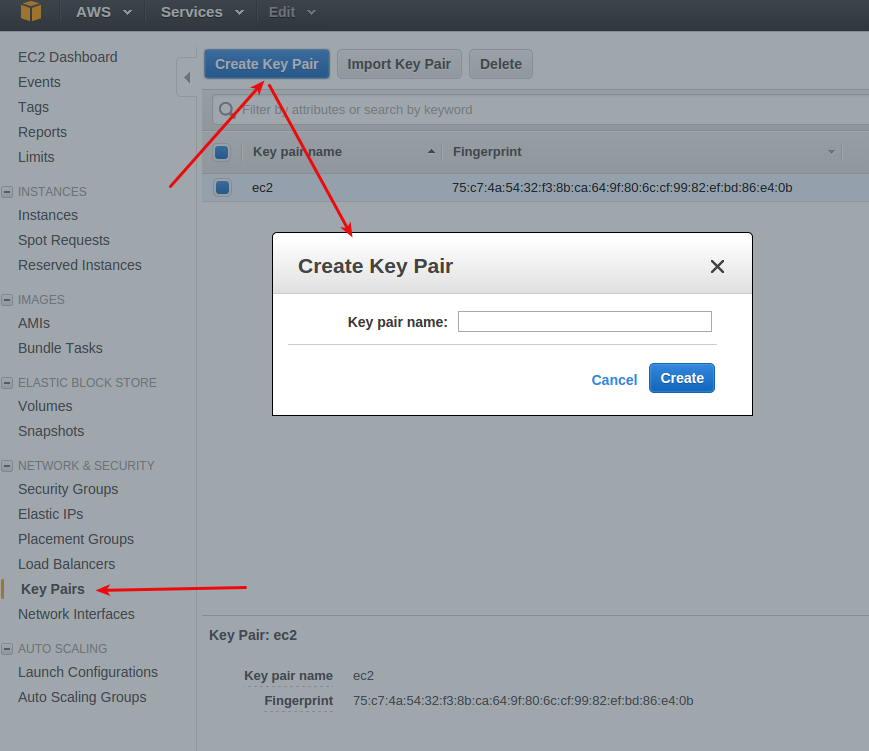 AWS Services Edit
EC2 Dashboard
Events
Tags
Reports
Limits
INSTANCES
Instances
Spot Requests
Reserved Instances
IMAGES
AMIs
Bundle Tasks
ELASTIC BLOCK STORE
Volumes
Snapshots
NETWORK & SECURITY
Security Groups
Elastic IPs
Placement Groups
Load Balancers
Key Pairs
Network Interfaces
AUTO SCALING
Launch Configurations
Auto Scaling Groups
Create Key Pair Import Key Pair Delete
Filter by attributes or search by keyword
Key pair name Fingerprint
ec2 75:c7:4a:54:32:f3:8b:ca:64:9f:80:6c:cf:99:82:ef:bd:86:e4:0b
Create Key Pair
Key pair name:
Cancel Create
Key Pair: ec2
Key pair name ec2
Fingerprint 75:c7:4a:54:32:f3:8b:ca:64:9f:80:6c:cf:99:82:ef:bd:86:e4:0b